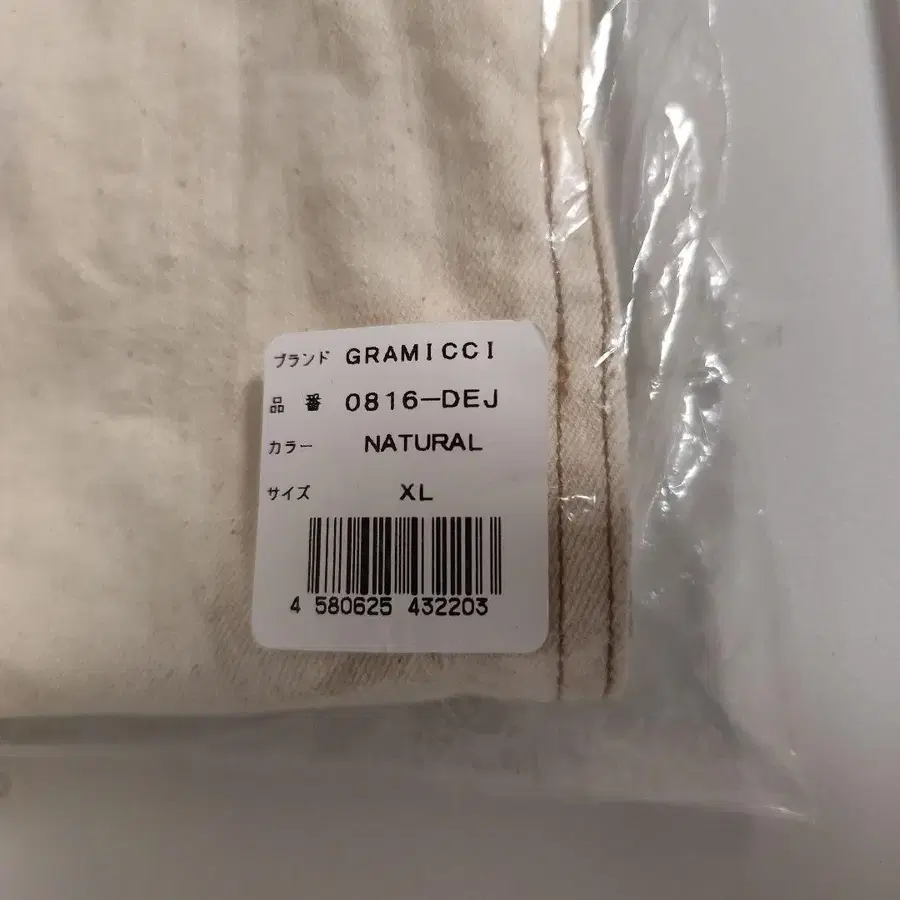 ブランド GRAMICCI
品 番 0816-DEJ
カラー NATURAL
サイズ XL
4 580625 432203